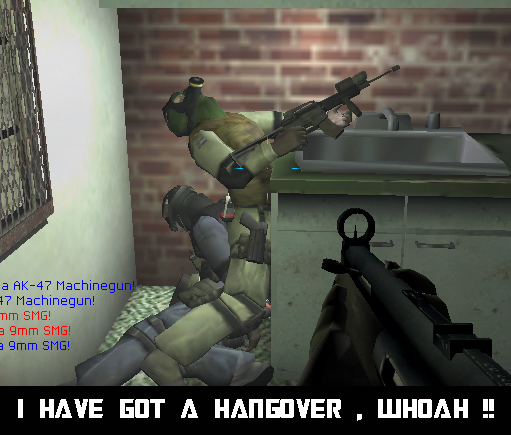 a AK-47 Machinegun!
47 Machinegun!
mm SMG!
a 9mm SMG!
a 9mm SMG!
I HAVE GOT A HANGOVER , WHOAH !!